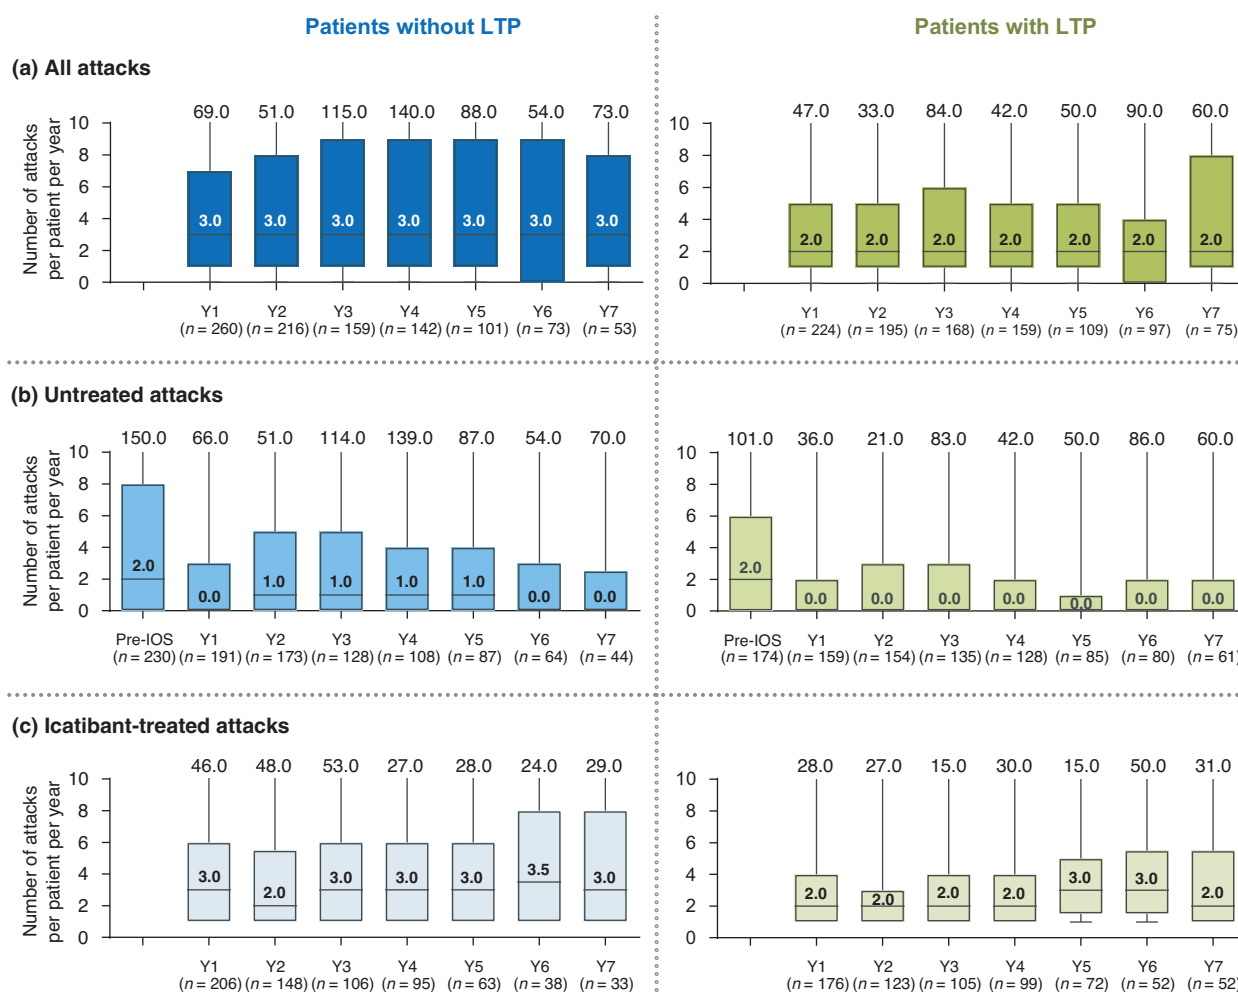 Patients without LTP
Patients with LTP
(a) All attacks
69.0 51.0 115.0 140.0 88.0 54.0 73.0
Number of attacks
per patient per year
10
8
6
4
2
0
3.0 3.0 3.0 3.0 3.0 3.0 3.0
Y1 Y2 Y3 Y4 Y5 Y6 Y7
(n = 260) (n = 216) (n = 159) (n = 142) (n = 101) (n = 73) (n = 53)
47.0 33.0 84.0 42.0 50.0 90.0 60.0
10
8
6
4
2
0
2.0 2.0 2.0 2.0 2.0 2.0 2.0
Y1 Y2 Y3 Y4 Y5 Y6 Y7
(n = 224) (n = 195) (n = 168) (n = 159) (n = 109) (n = 97) (n = 75)
(b) Untreated attacks
150.0 66.0 51.0 114.0 139.0 87.0 54.0 70.0
Number of attacks
per patient per year
10
8
6
4
2
0
2.0 0.0 1.0 1.0 1.0 1.0 0.0 0.0
Pre-IOS Y1 Y2 Y3 Y4 Y5 Y6 Y7
(n = 230) (n = 191) (n = 173) (n = 128) (n = 108) (n = 87) (n = 64) (n = 44)
101.0 36.0 21.0 83.0 42.0 50.0 86.0 60.0
10
8
6
4
2
0
2.0 0.0 0.0 0.0 0.0 0.0 0.0 0.0
Pre-IOS Y1 Y2 Y3 Y4 Y5 Y6 Y7
(n = 174) (n = 159) (n = 154) (n = 135) (n = 128) (n = 85) (n = 80) (n = 61)
(c) Icatibant-treated attacks
46.0 48.0 53.0 27.0 28.0 24.0 29.0
Number of attacks
per patient per year
10
8
6
4
2
0
3.0 2.0 3.0 3.0 3.0 3.5 3.0
Y1 Y2 Y3 Y4 Y5 Y6 Y7
(n = 206) (n = 148) (n = 106) (n = 95) (n = 63) (n = 38) (n = 33)
28.0 27.0 15.0 30.0 15.0 50.0 31.0
10
8
6
4
2
0
2.0 2.0 2.0 2.0 3.0 3.0 2.0
Y1 Y2 Y3 Y4 Y5 Y6 Y7
(n = 176) (n = 123) (n = 105) (n = 99) (n = 72) (n = 52) (n = 52)